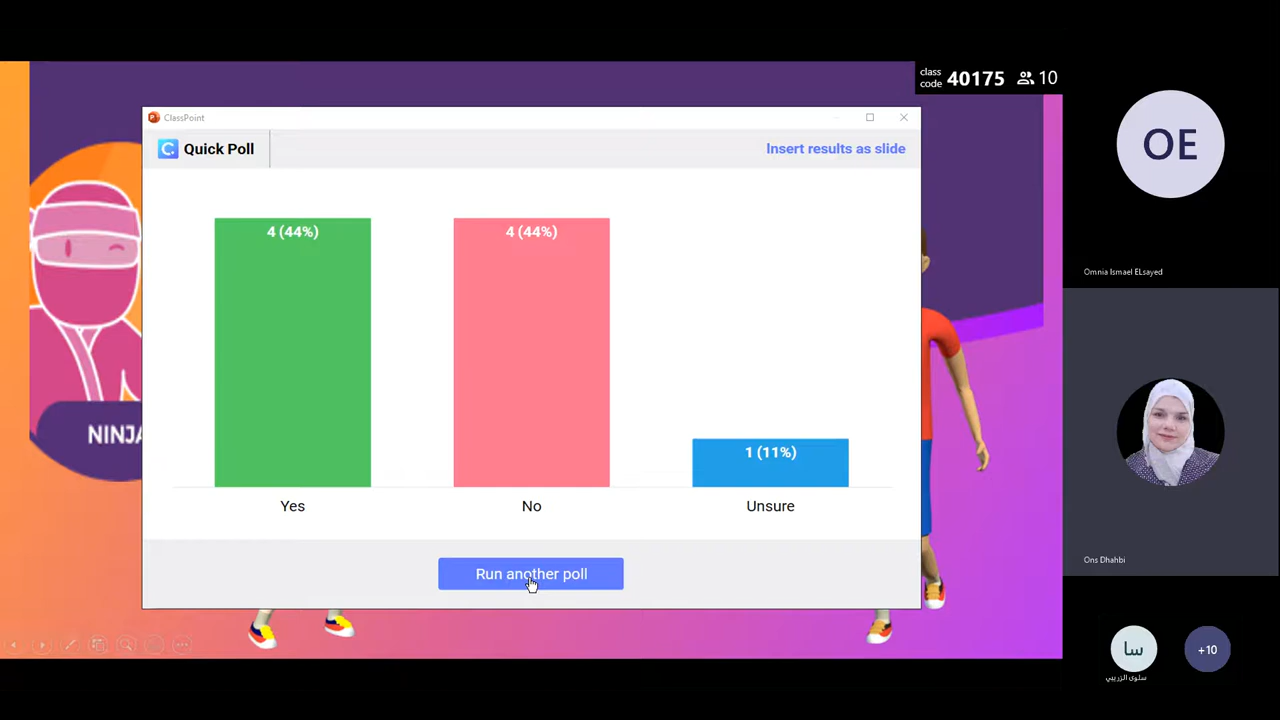 class
code 40175 10
ClassPoint
Quick Poll
Insert results as slide
4 (44%)
4 (44%)
1 (11%)
Yes
No
Unsure
Run another poll
NINJA
OE
Omnia Ismael ELsayed
Ons Dhahbi
سا
+10
سلوى الزريبي